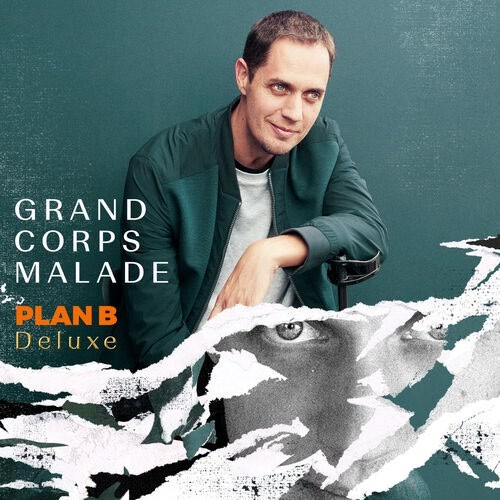 GRAND
CORPS
MALADE
PLAN B
Deluxe